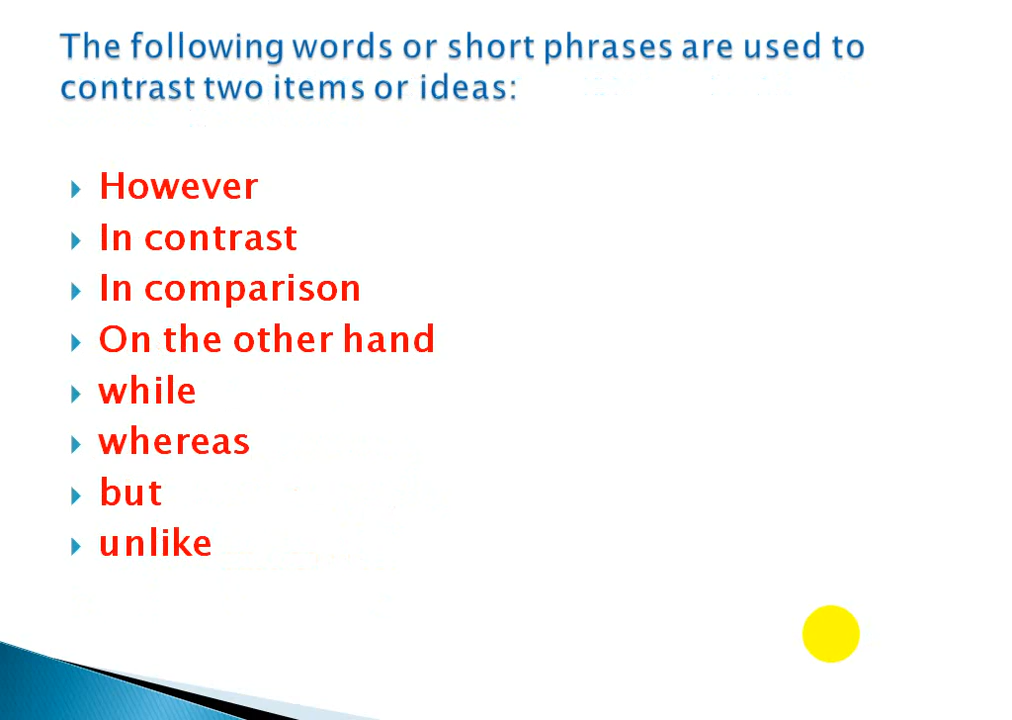 The following words or short phrases are used to
contrast two items or ideas:
However
In contrast
In comparison
On the other hand
while
whereas
but
unlike